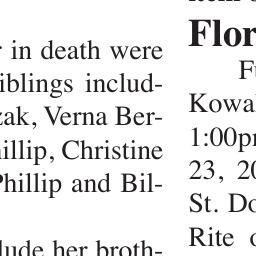 in death were
iblings includ-
zak, Verna Ber-
hillip, Christine
Phillip and Bil-
lude her broth-
Flor
Fu
Kowal
1:00pm
23, 20
St. Do
Rite o